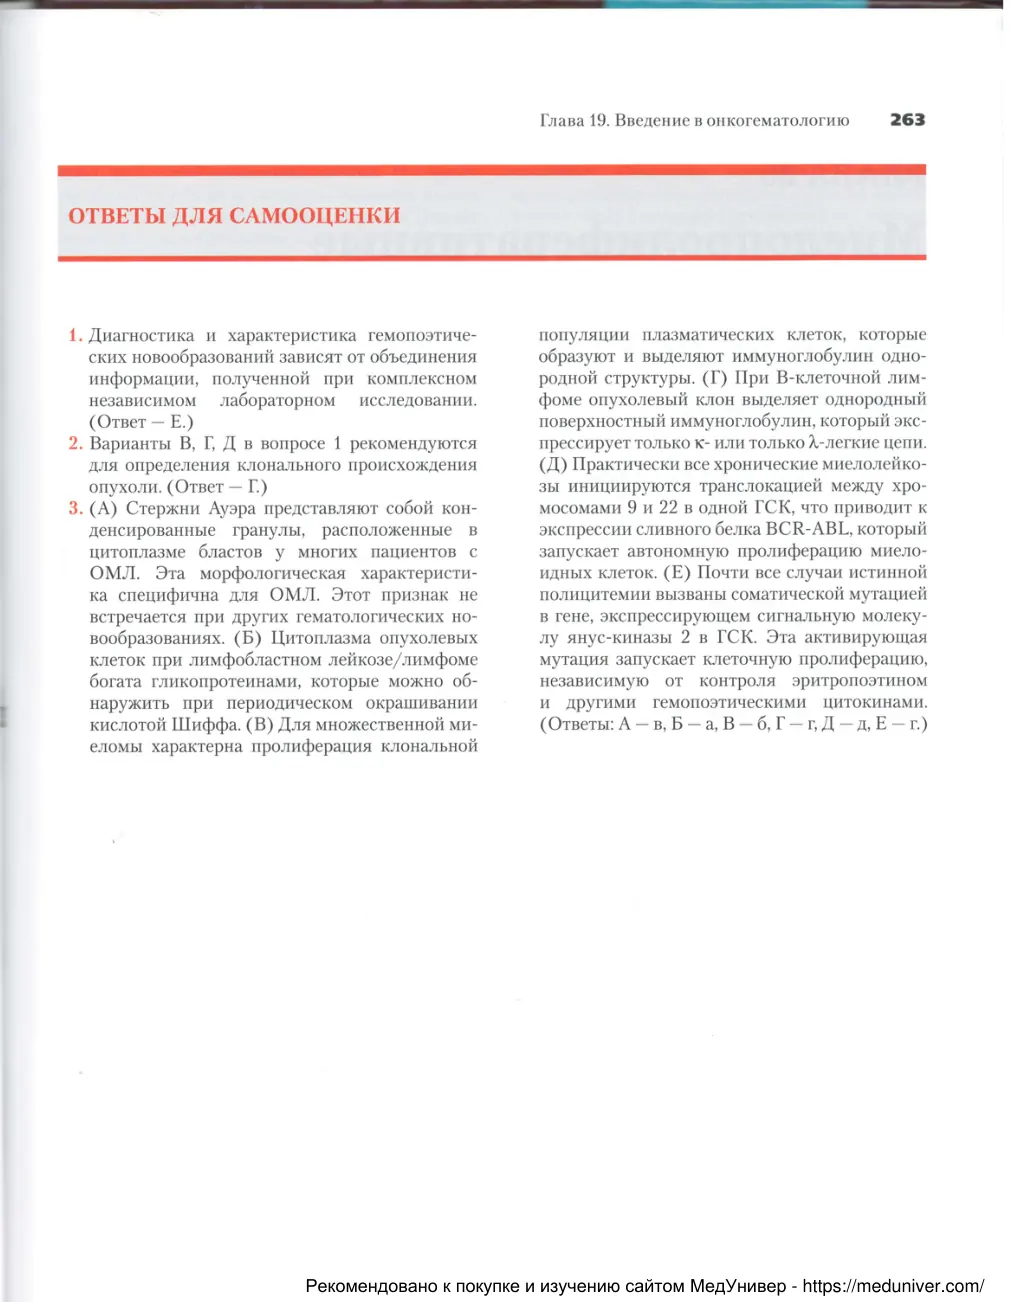 Глава 19. Введение в онкогематологию 263
ОТВЕТЫ ДЛЯ САМООЦЕНКИ
1. Диагностика и характеристика гемопоэтиче-
ских новообразований зависят от объединения
информации, полученной при комплексном
независимом лабораторном исследовании.
(Ответ — Е.)
2. Варианты В, Г, Д в вопросе 1 рекомендуются
для определения клонального происхождения
опухоли. (Ответ — Г.)
3. (А) Стержни Ауэра представляют собой кон-
денсированные гранулы, расположенные в
цитоплазме бластов у многих пациентов с
ОМЛ. Эта морфологическая характеристи-
ка специфична для ОМЛ. Этот признак не
встречается при других гематологических но-
вообразованиях. (Б) Цитоплазма опухолевых
клеток при лимфобластном лейкозе/лимфоме
богата гликопротеинами, которые можно об-
наружить при периодическом окрашивании
кислотой Шиффа. (В) Для множественной ми-
еломы характерна пролиферация клональной
популяции плазматических клеток, которые
образуют и выделяют иммуноглобулин одно-
родной структуры. (Г) При В-клеточной лим-
фоме опухолевый клон выделяет однородный
поверхностный иммуноглобулин, который экс-
прессирует только κ- или только λ-легкие цепи.
(Д) Практически все хронические миелолейко-
зы инициируются транслокацией между хро-
мосомами 9 и 22 в одной ГСК, что приводит к
экспрессии сливного белка BCR-ABL, который
запускает автономную пролиферацию миело-
идных клеток. (Е) Почти все случаи истинной
полицитемии вызваны соматической мутацией
в гене, экспрессирующем сигнальную молеку-
лу янус-киназы 2 в ГСК. Эта активирующая
мутация запускает клеточную пролиферацию,
независимую от контроля эритропоэтином
и другими гемопоэтическими цитокинами.
(Ответы: А — в, Б — а, В — б, Г — г, Д — д, Е — г.)
Рекомендовано к покупке и изучению сайтом МедУнивер - https://meduniver.com/